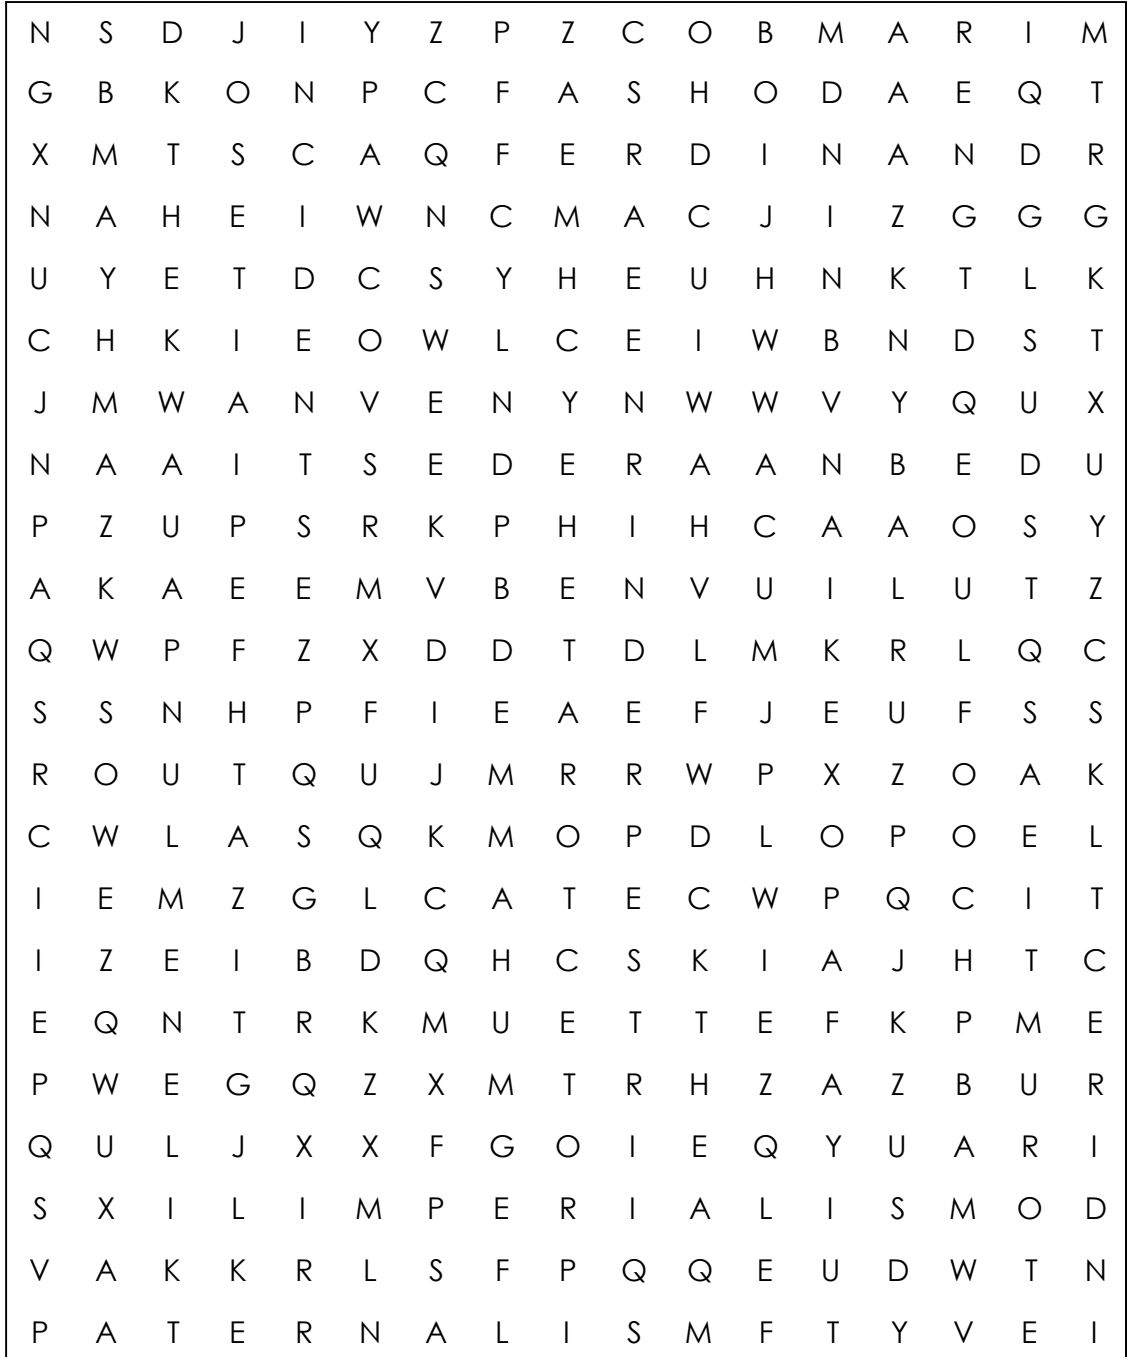 N S D J I Y Z P Z C O B M A R I M
G B K O N P C F A S H O D A E Q T
X M T S C A Q F E R D I N A N D R
N A H E I W N C M A C J I Z G G G
U Y E T D C S Y H E U H N K T L K
C H K I E O W L C E I W B N D S T
J M W A N V E N Y N W W V Y Q U X
N A A I T S E D E R A A N B E D U
P Z U P S R K P H I H C A A O S Y
A K A E E M V B E N V U I L U T Z
Q W P F Z X D D T D L M K R L Q C
S S N H P F I E A E F J E U F S S
R O U T Q U J M R R W P X Z O A K
C W L A S Q K M O P D L O P O E L
I E M Z G L C A T E C W P Q C I T
I Z E I B D Q H C S K I A J H T C
E Q N T R K M U E T T E F K P M E
P W E G Q Z X M T R H Z A Z B U R
Q U L J X X F G O I E Q Y U A R I
S X I L I M P E R I A L I S M O D
V A K K R L S F P Q Q E U D W T N
P A T E R N A L I S M F T Y V E I